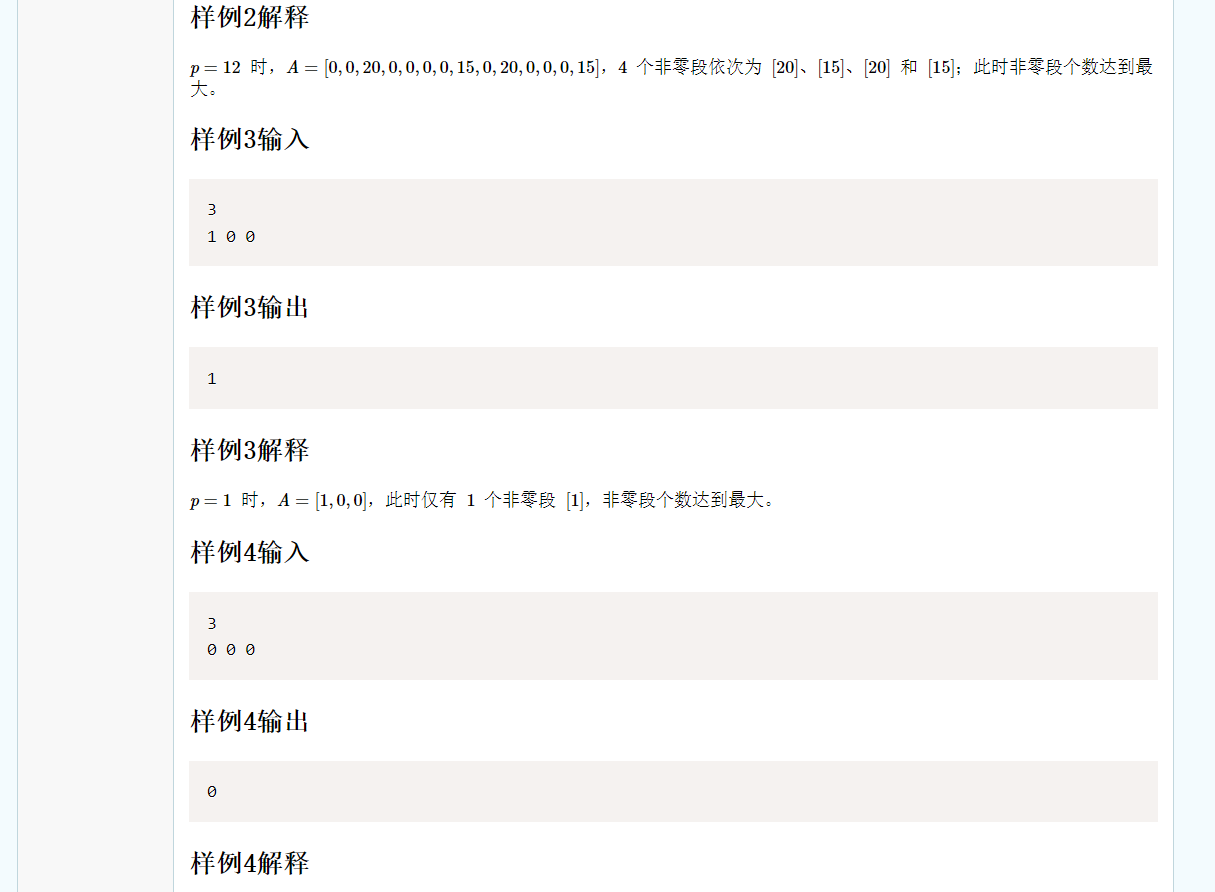 样例2解释
p = 12 时，A = [0, 0, 20, 0, 0, 0, 0, 15, 0, 20, 0, 0, 0, 15]，4 个非零段依次为 [20]、[15]、[20] 和 [15]；此时非零段个数达到最
大。
样例3输入
3
1 0 0
样例3输出
1
样例3解释
p = 1 时，A = [1, 0, 0]，此时仅有 1 个非零段 [1]，非零段个数达到最大。
样例4输入
3
0 0 0
样例4输出
0
样例4解释